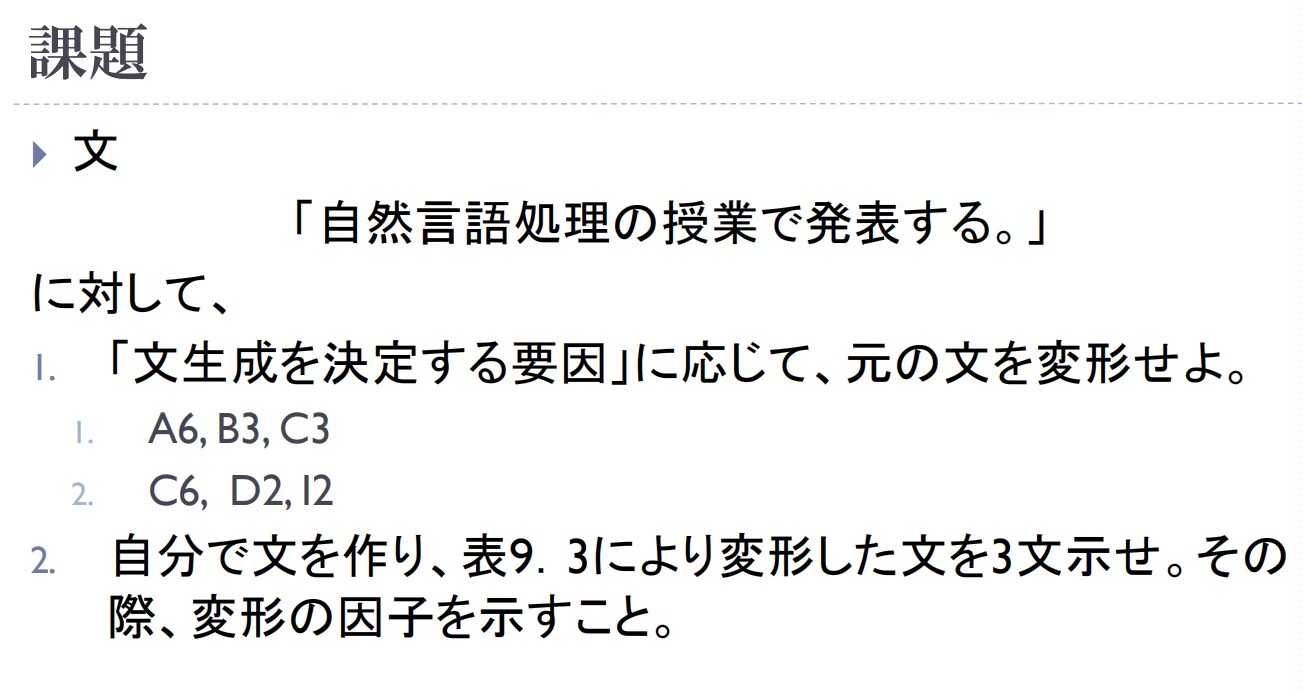 課題
文
「自然言語処理の授業で発表する。」
に対して、
1. 「文生成を決定する要因」に応じて、元の文を変形せよ。
1. A6, B3, C3
2. C6, D2, I2
2. 自分で文を作り、表9．3により変形した文を3文示せ。その
際、変形の因子を示すこと。